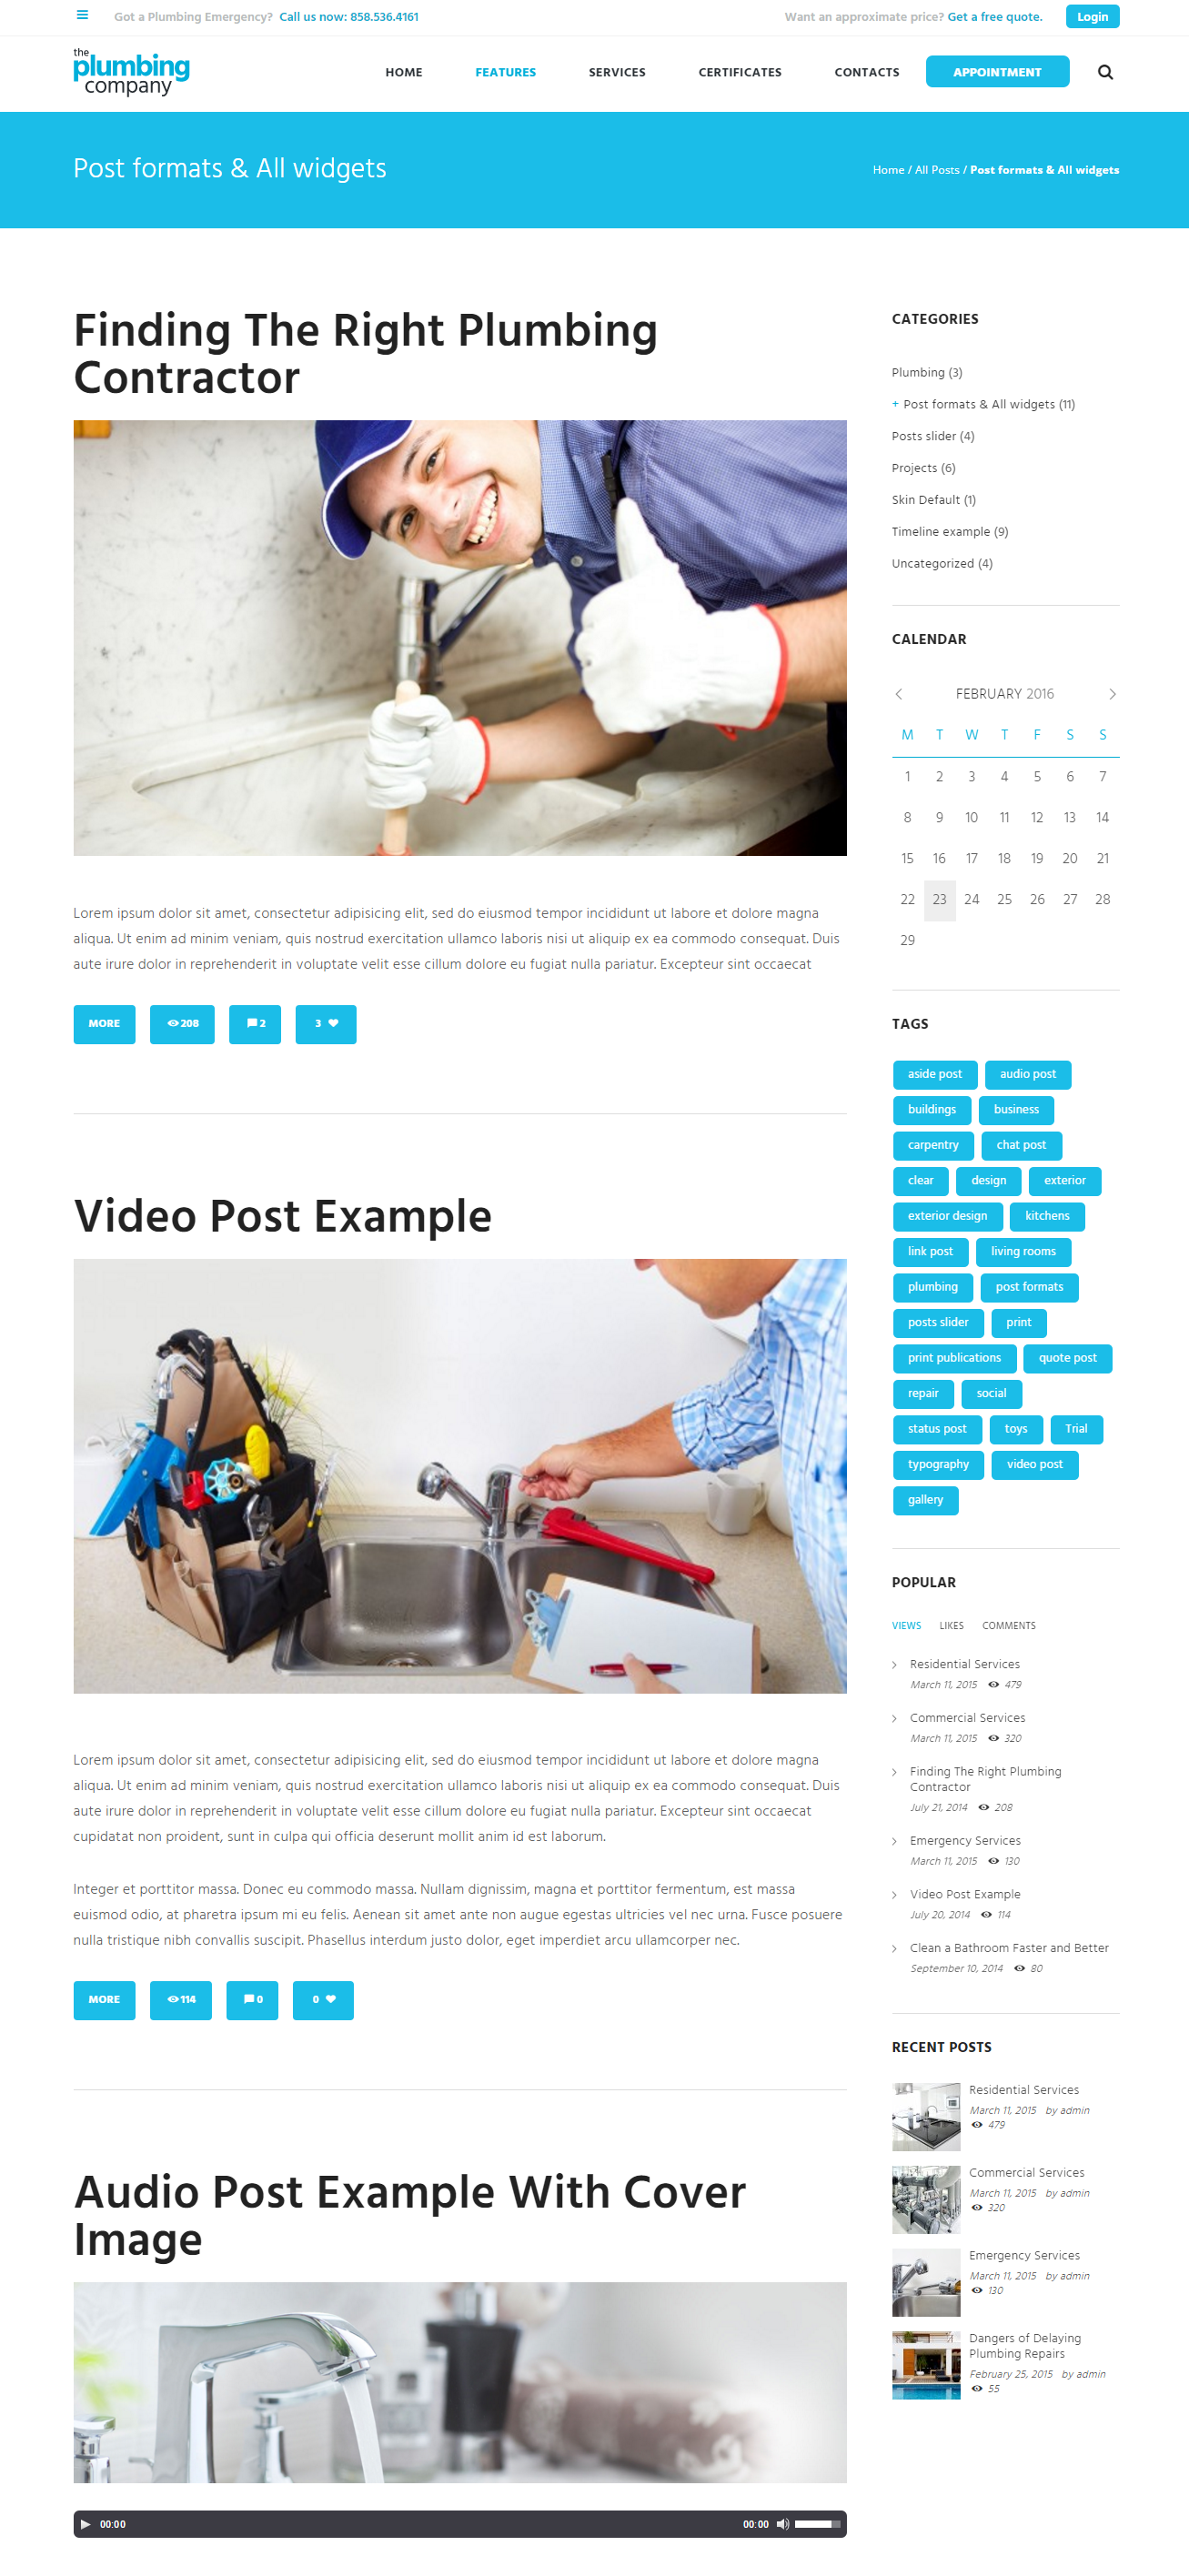 Got a Plumbing Emergency? Call us now: 858.536.4161
Want an approximate price? Get a free quote.
Login
the
plumbing
company
HOME
FEATURES
SERVICES
CERTIFICATES
CONTACTS
APPOINTMENT
Post formats & All widgets
Home / All Posts / Post formats & All widgets
Finding The Right Plumbing
Contractor
Lorem ipsum dolor sit amet, consectetur adipisicing elit, sed do eiusmod tempor incididunt ut labore et dolore magna
aliqua. Ut enim ad minim veniam, quis nostrud exercitation ullamco laboris nisi ut aliquip ex ea commodo consequat. Duis
aute irure dolor in reprehenderit in voluptate velit esse cillum dolore eu fugiat nulla pariatur. Excepteur sint occaecat
MORE
208
2
3
Video Post Example
Lorem ipsum dolor sit amet, consectetur adipisicing elit, sed do eiusmod tempor incididunt ut labore et dolore magna
aliqua. Ut enim ad minim veniam, quis nostrud exercitation ullamco laboris nisi ut aliquip ex ea commodo consequat. Duis
aute irure dolor in reprehenderit in voluptate velit esse cillum dolore eu fugiat nulla pariatur. Excepteur sint occaecat
cupidatat non proident, sunt in culpa qui officia deserunt mollit anim id est laborum.
Integer et porttitor massa. Donec eu commodo massa. Nullam dignissim, magna et porttitor fermentum, est massa
euismod odio, at pharetra ipsum mi eu felis. Aenean sit amet ante non augue egestas ultricies vel nec urna. Fusce posuere
nulla tristique nibh convallis suscipit. Phasellus interdum justo dolor, eget imperdiet arcu ullamcorper nec.
MORE
114
0
0
Audio Post Example With Cover
Image
00:00
00:00
CATEGORIES
Plumbing (3)
+ Post formats & All widgets (11)
Posts slider (4)
Projects (6)
Skin Default (1)
Timeline example (9)
Uncategorized (4)
CALENDAR
FEBRUARY 2016
M T W T F S S
1 2 3 4 5 6 7
8 9 10 11 12 13 14
15 16 17 18 19 20 21
22 23 24 25 26 27 28
29
TAGS
aside post
audio post
buildings
business
carpentry
chat post
clear
design
exterior
exterior design
kitchens
link post
living rooms
plumbing
post formats
posts slider
print
print publications
quote post
repair
social
status post
toys
Trial
typography
video post
gallery
POPULAR
VIEWS
LIKES
COMMENTS
Residential Services
March 11, 2015 479
Commercial Services
March 11, 2015 320
Finding The Right Plumbing
Contractor
July 21, 2014 208
Emergency Services
March 11, 2015 130
Video Post Example
July 20, 2014 114
Clean a Bathroom Faster and Better
September 10, 2014 80
RECENT POSTS
Residential Services
March 11, 2015 by admin
479
Commercial Services
March 11, 2015 by admin
320
Emergency Services
March 11, 2015 by admin
130
Dangers of Delaying
Plumbing Repairs
February 25, 2015 by admin
55